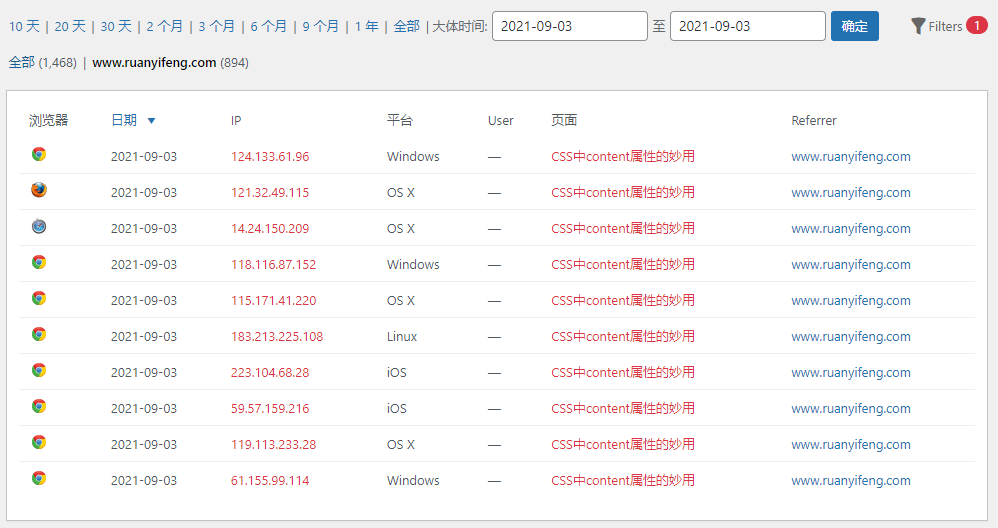 10 天 | 20 天 | 30 天 | 2 个月 | 3 个月 | 6 个月 | 9 个月 | 1 年 | 全部 | 大体时间: 2021-09-03 至 2021-09-03 确定 Filters 1
全部 (1,468) | www.ruanyifeng.com (894)
浏览器 日期 IP 平台 User 页面 Referrer
2021-09-03 124.133.61.96 Windows — CSS中content属性的妙用 www.ruanyifeng.com
2021-09-03 121.32.49.115 OS X — CSS中content属性的妙用 www.ruanyifeng.com
2021-09-03 14.24.150.209 OS X — CSS中content属性的妙用 www.ruanyifeng.com
2021-09-03 118.116.87.152 Windows — CSS中content属性的妙用 www.ruanyifeng.com
2021-09-03 115.171.41.220 OS X — CSS中content属性的妙用 www.ruanyifeng.com
2021-09-03 183.213.225.108 Linux — CSS中content属性的妙用 www.ruanyifeng.com
2021-09-03 223.104.68.28 iOS — CSS中content属性的妙用 www.ruanyifeng.com
2021-09-03 59.57.159.216 iOS — CSS中content属性的妙用 www.ruanyifeng.com
2021-09-03 119.113.233.28 OS X — CSS中content属性的妙用 www.ruanyifeng.com
2021-09-03 61.155.99.114 Windows — CSS中content属性的妙用 www.ruanyifeng.com